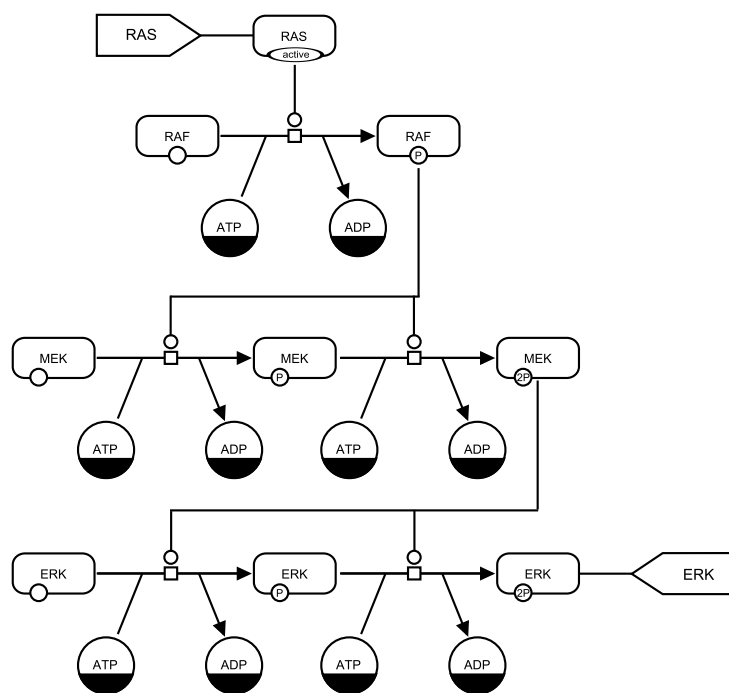 RAS RAS
active
RAF RAF
P
ATP ADP
MEK MEK MEK
P 2P
ATP ADP ATP ADP
ERK ERK ERK ERK
P 2P
ATP ADP ATP ADP